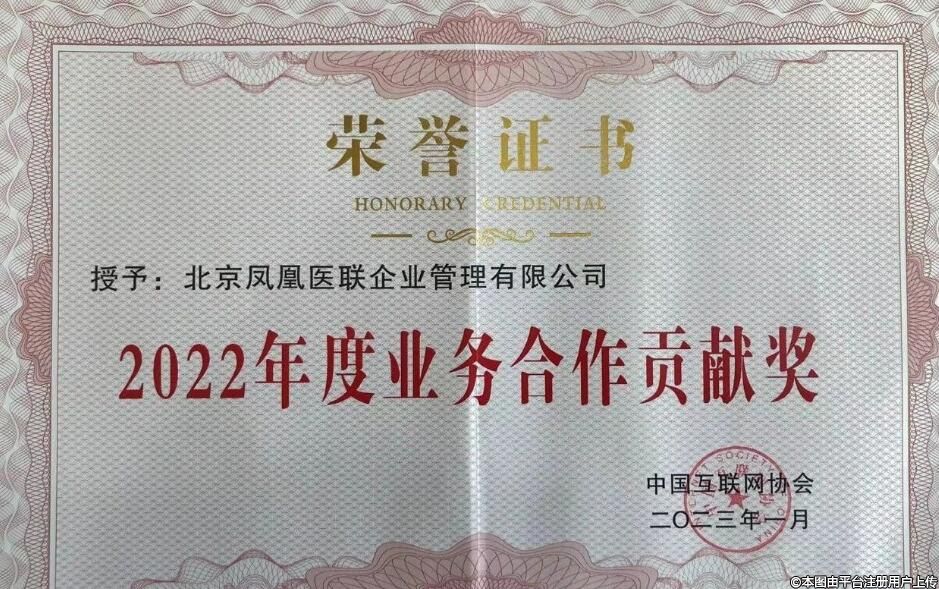 荣誉证书
HONORARY CREDENTIAL
授予：北京凤凰医联企业管理有限公司
2022年度业务合作贡献奖
中国互联网协会
二〇二三年一月
©本图由平台注册用户上传